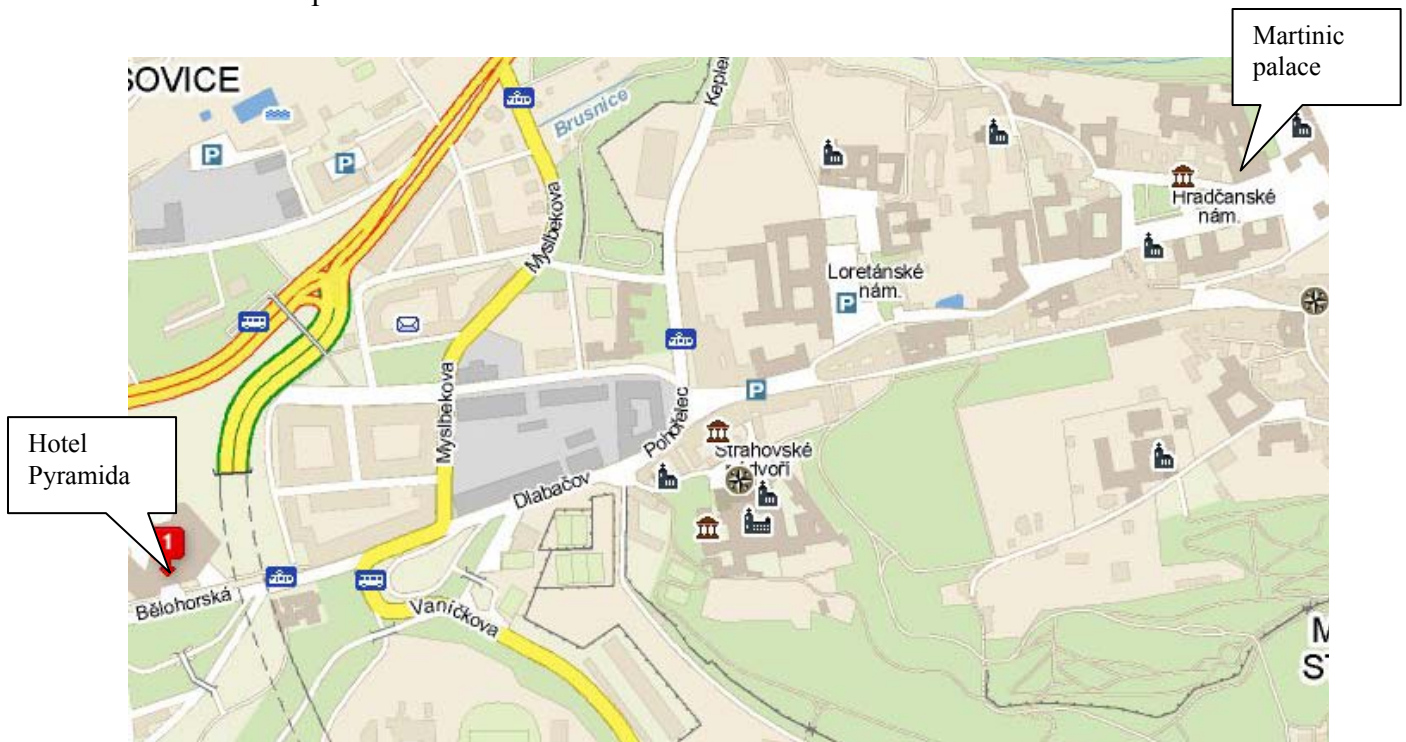 Martinic
palace
SOVICE
Kepler
Brusnice
P
P
Myslbekova
Hradčanské
nám.
Loretánské
nám.
P
P
Myslbekova
Pohořelec
Strahovské
Hotel
Pyramida
Dlabačov
1
Bělohorská
Vaníčkova
M
ST